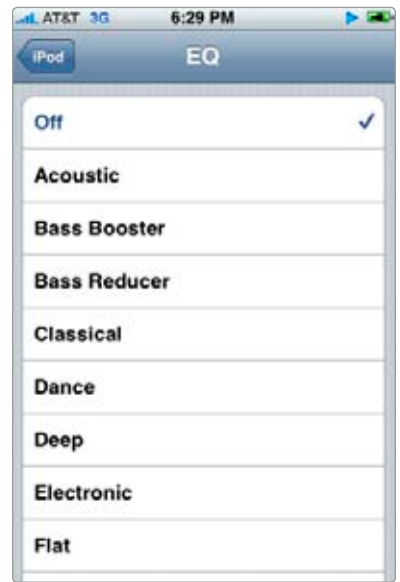 AT&T 3G 6:29 PM
iPod EQ
Off
Acoustic
Bass Booster
Bass Reducer
Classical
Dance
Deep
Electronic
Flat